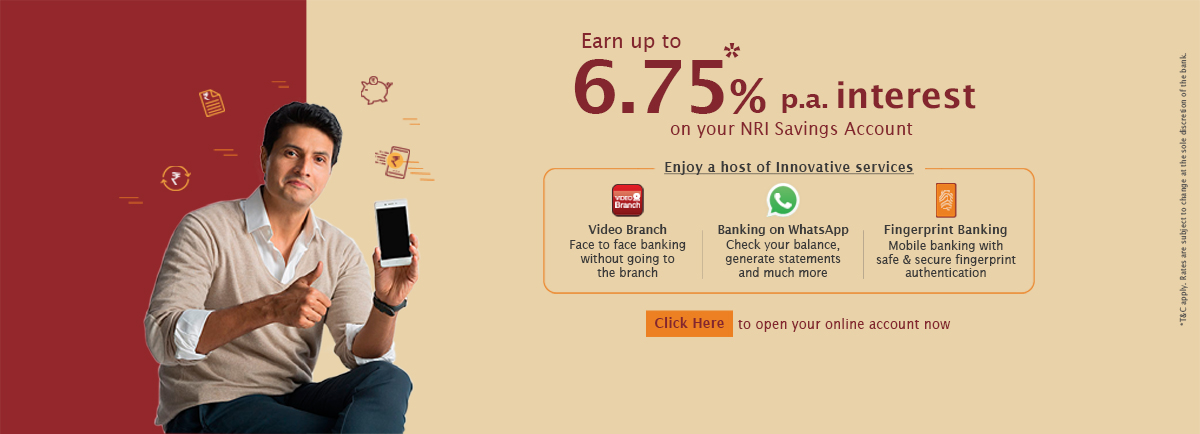 Earn up to
6.75*% p.a. interest
on your NRI Savings Account
Enjoy a host of Innovative services
VIDEO
Branch
Video Branch
Face to face banking
without going to
the branch
Banking on WhatsApp
Check your balance,
generate statements
and much more
Fingerprint Banking
Mobile banking with
safe & secure fingerprint
authentication
Click Here to open your online account now
*T&C apply. Rates are subject to change at the sole discretion of the bank.
₹
₹
₹
₹